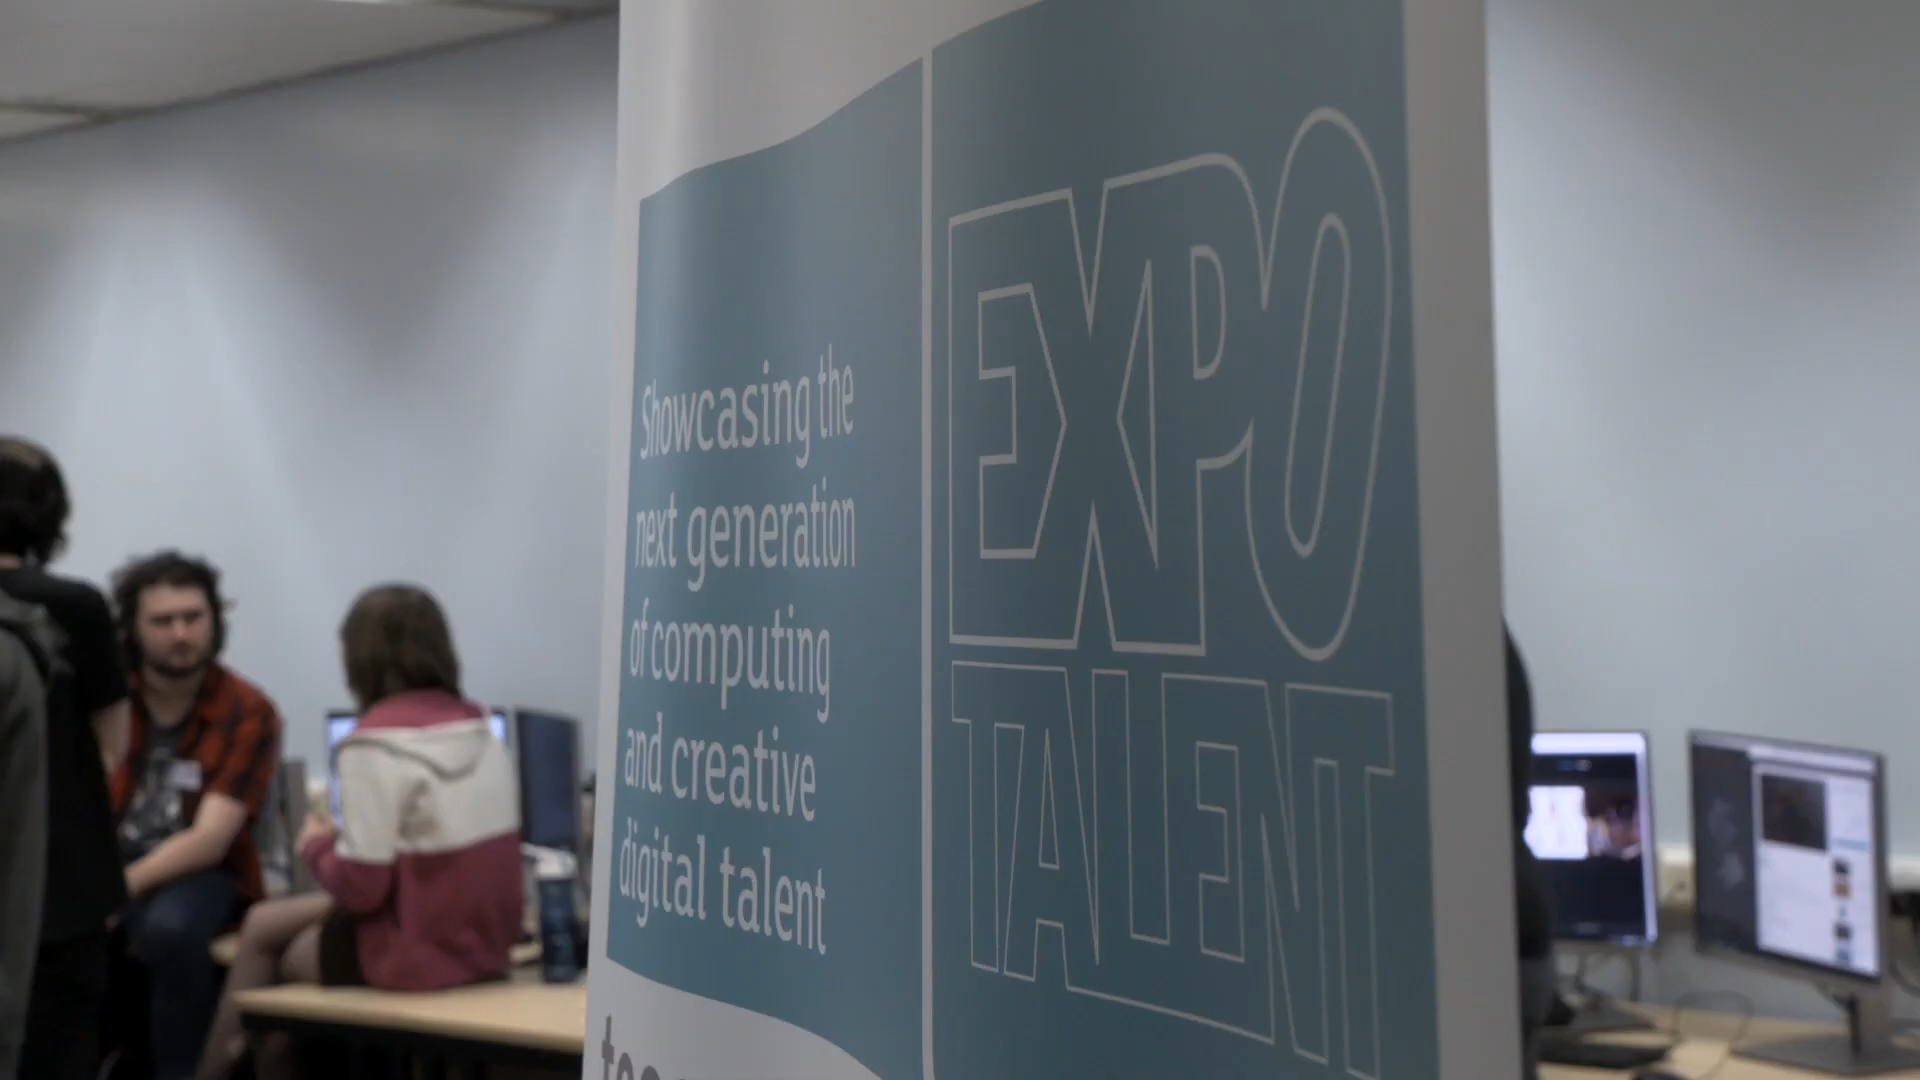 Showcasing the
next generation
of computing
and creative
digital talent
EXPO
TALENT